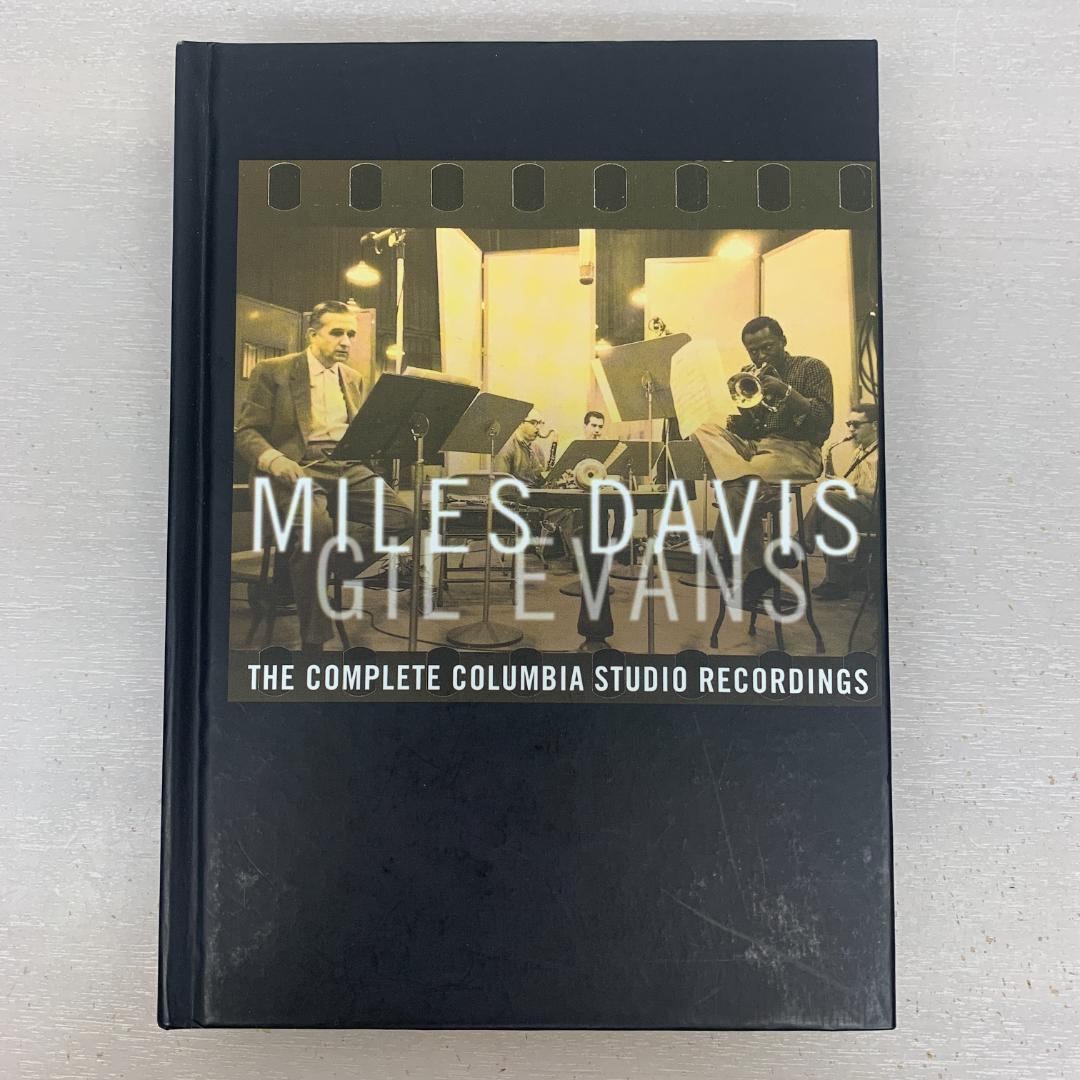 MILES DAVIS
GIL EVANS
THE COMPLETE COLUMBIA STUDIO RECORDINGS